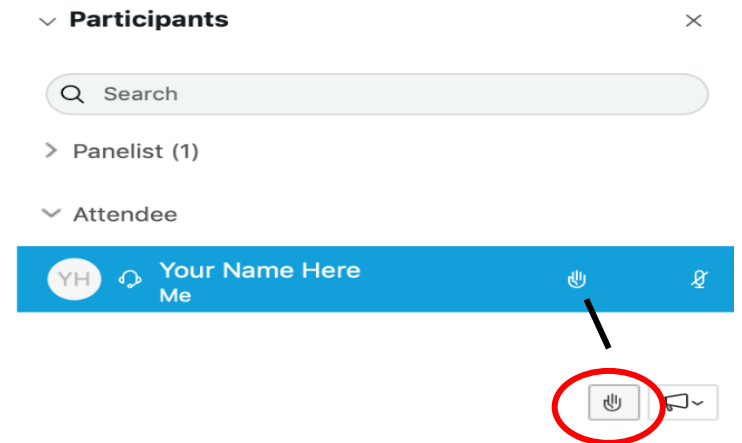 Participants
Search
Panelist (1)
Attendee
YH
Your Name Here
Me